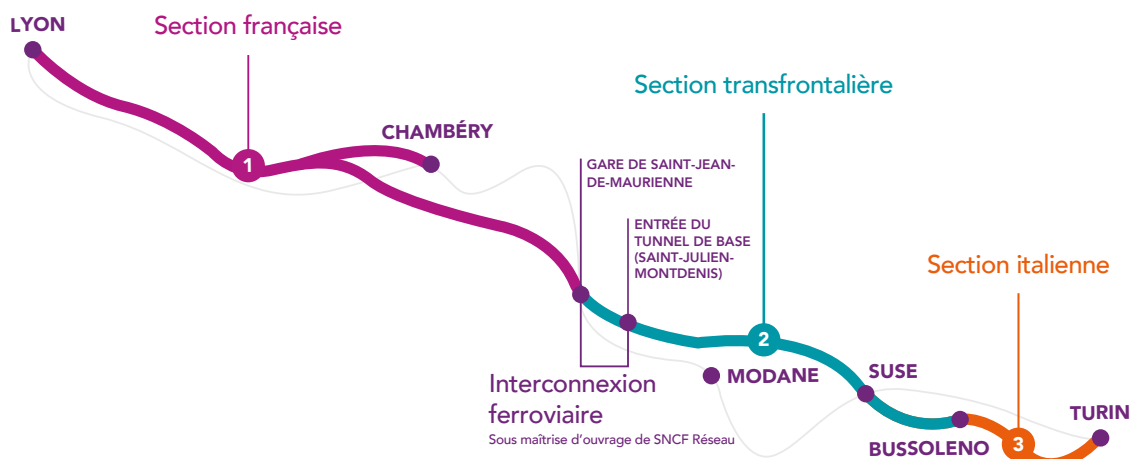 LYON
Section française
Section transfrontalière
CHAMBÉRY
1
GARE DE SAINT-JEAN-
DE-MAURIENNE
ENTRÉE DU
TUNNEL DE BASE
(SAINT-JULIEN-
MONTDENIS)
Section italienne
2
MODANE
SUSE
Interconnexion
ferroviaire
Sous maîtrise d'ouvrage de SNCF Réseau
TURIN
BUSSOLENO
3